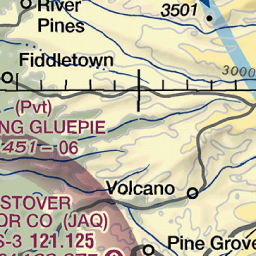 River
Pines
3501
Fiddletown
3000
(Pvt)
NG GLUEPIE
451 – 06
Volcano
STOVER
OR CO (JAQ)
S-3 121.125
Pine Grove